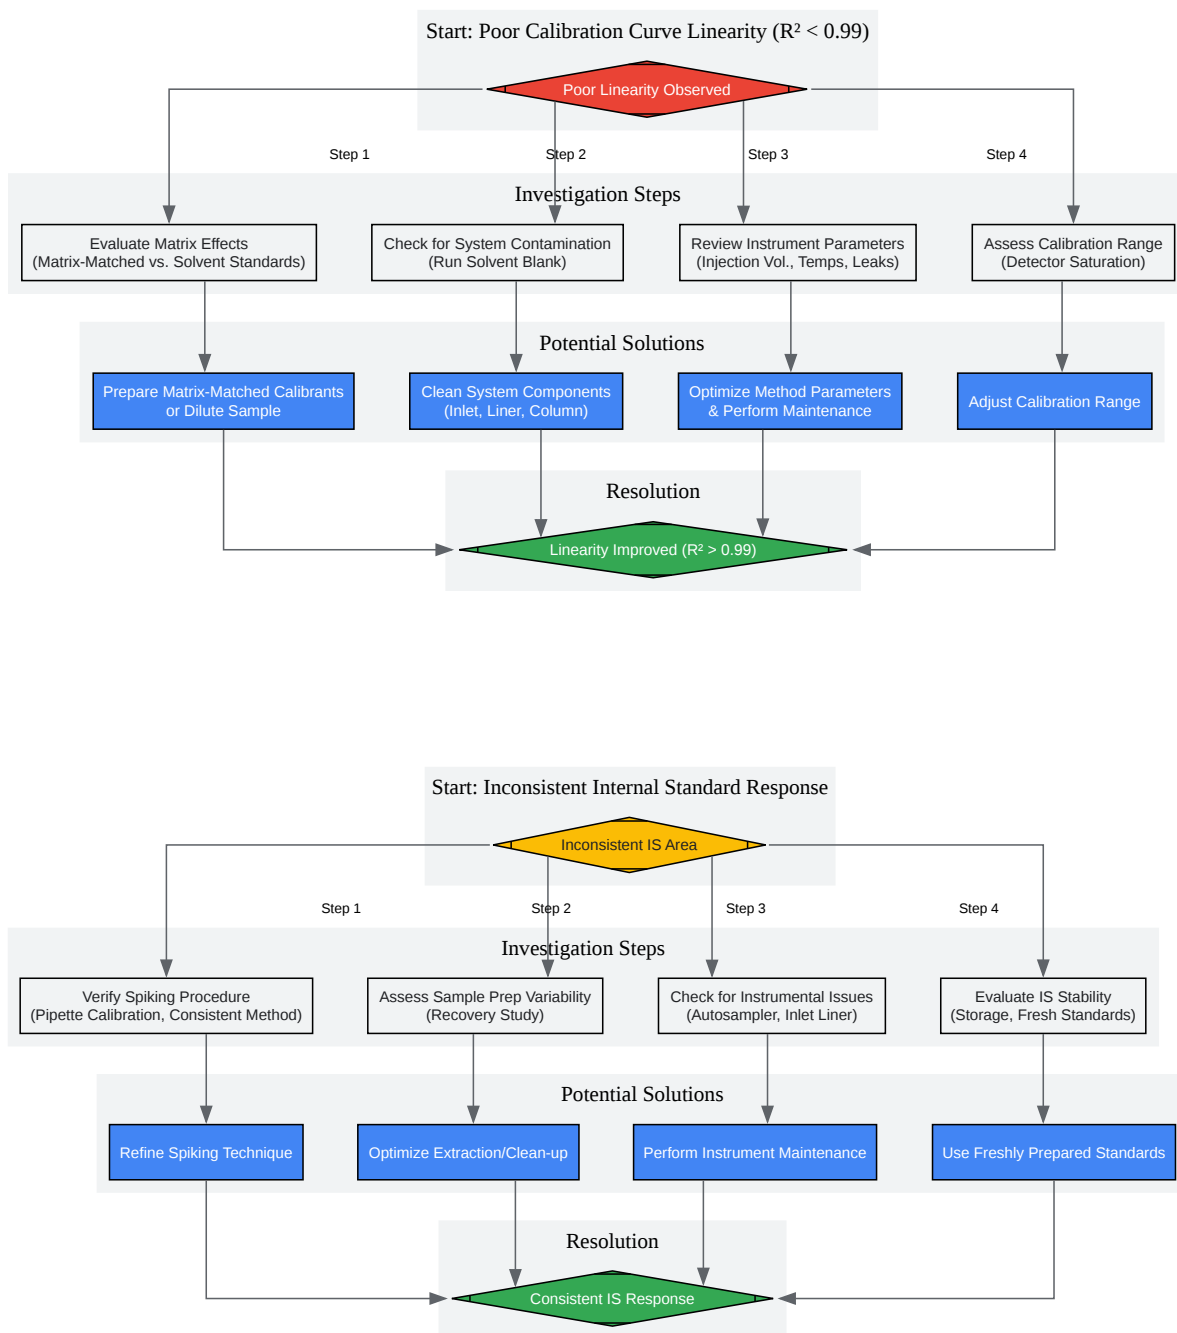 Start: Poor Calibration Curve Linearity (R² < 0.99)
Poor Linearity Observed
Step 1
Step 2
Step 3
Step 4
Investigation Steps
Evaluate Matrix Effects
(Matrix-Matched vs. Solvent Standards)
Check for System Contamination
(Run Solvent Blank)
Review Instrument Parameters
(Injection Vol., Temps, Leaks)
Assess Calibration Range
(Detector Saturation)
Potential Solutions
Prepare Matrix-Matched Calibrants
or Dilute Sample
Clean System Components
(Inlet, Liner, Column)
Optimize Method Parameters
& Perform Maintenance
Adjust Calibration Range
Resolution
Linearity Improved (R² > 0.99)
Start: Inconsistent Internal Standard Response
Inconsistent IS Area
Step 1
Step 2
Step 3
Step 4
Investigation Steps
Verify Spiking Procedure
(Pipette Calibration, Consistent Method)
Assess Sample Prep Variability
(Recovery Study)
Check for Instrumental Issues
(Autosampler, Inlet Liner)
Evaluate IS Stability
(Storage, Fresh Standards)
Potential Solutions
Refine Spiking Technique
Optimize Extraction/Clean-up
Perform Instrument Maintenance
Use Freshly Prepared Standards
Resolution
Consistent IS Response